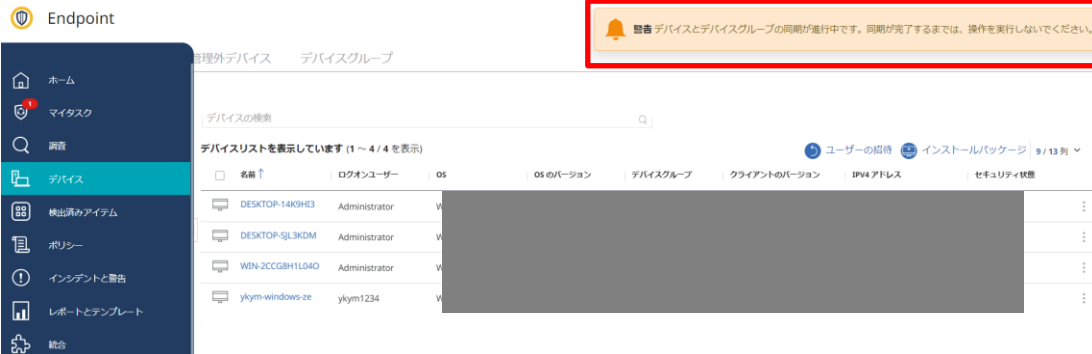 Endpoint
警告 デバイスとデバイスグループの同期が進行中です。同期が完了するまでは、操作を実行しないでください。
管理外デバイス デバイスグループ
ホーム
1
マイタスク
調査
デバイス
検出済みアイテム
ポリシー
インシデントと警告
レポートとテンプレート
統合
デバイスの検索
デバイスリストを表示しています (1 ～ 4 / 4 を表示)
ユーザーの招待 インストールパッケージ 9 / 13 列
名前↑ ログオンユーザー OS OS のバージョン デバイスグループ クライアントのバージョン IPV4 アドレス セキュリティ状態
DESKTOP-14K9HI3 Administrator W
DESKTOP-SJL3KDM Administrator W
WIN-2CCG8H1L04O Administrator W
ykym-windows-ze ykym1234 W